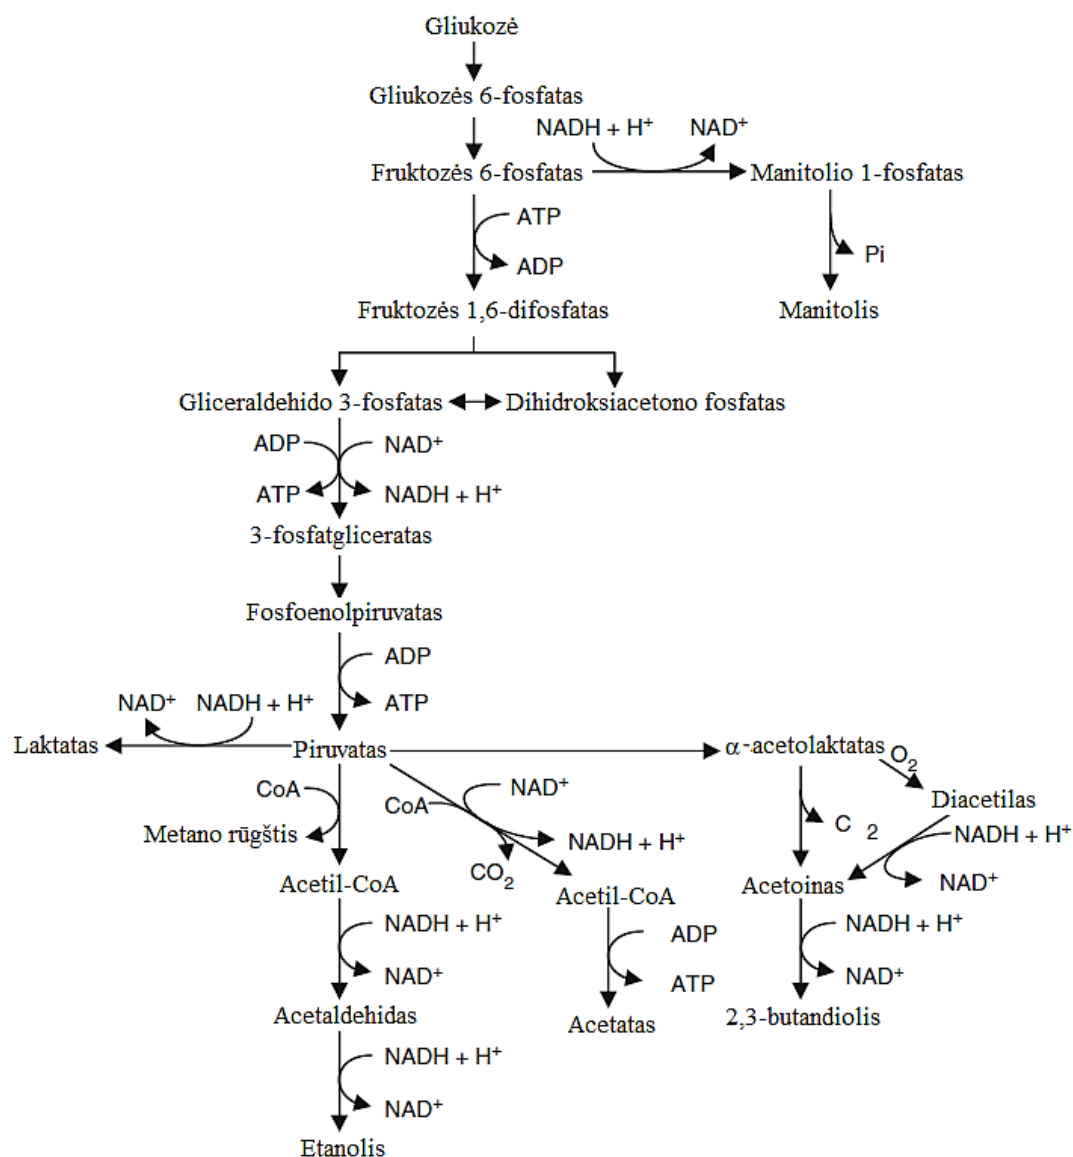 Gliukozė
Gliukozės 6-fosfatas
NADH + H⁺ NAD⁺
Fruktozės 6-fosfatas Manitolio 1-fosfatas
ATP
Pi
ADP
Fruktozės 1,6-difosfatas Manitolis
Gliceraldehido 3-fosfatas Dihidroksiacetono fosfatas
ADP NAD⁺
ATP NADH + H⁺
3-fosfatgliceratas
Fosfoenolpiruvatas
ADP
NAD⁺ NADH + H⁺ ATP
Laktatas Piruvatas α-acetolaktatas O₂
CoA CoA NAD⁺ Diacetilas
Metano rūgštis NADH + H⁺ C 2 NADH + H⁺
CO₂
Acetil-CoA Acetil-CoA Acetoinas NAD⁺
NADH + H⁺ ADP NADH + H⁺
NAD⁺ ATP NAD⁺
Acetaldehidas Acetatas 2,3-butandiolis
NADH + H⁺
NAD⁺
Etanolis